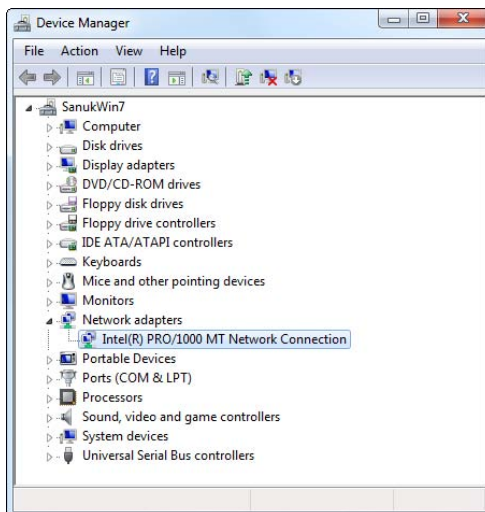 Device Manager
File Action View Help
SanukWin7
Computer
Disk drives
Display adapters
DVD/CD-ROM drives
Floppy disk drives
Floppy drive controllers
IDE ATA/ATAPI controllers
Keyboards
Mice and other pointing devices
Monitors
Network adapters
Intel(R) PRO/1000 MT Network Connection
Portable Devices
Ports (COM & LPT)
Processors
Sound, video and game controllers
System devices
Universal Serial Bus controllers